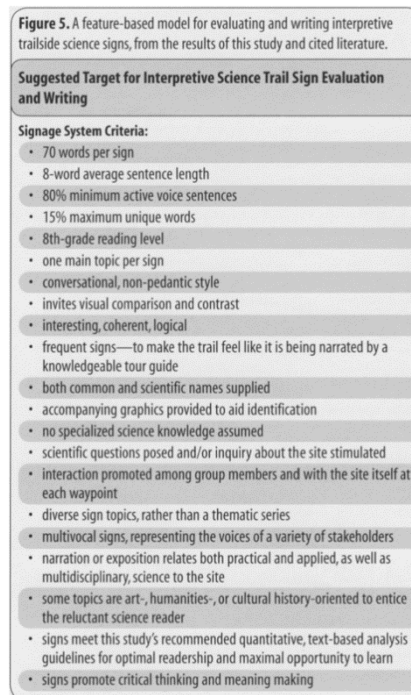 Figure 5. A feature-based model for evaluating and writing interpretive
trailside science signs, from the results of this study and cited literature.
Suggested Target for Interpretive Science Trail Sign Evaluation
and Writing
Signage System Criteria:
• 70 words per sign
• 8-word average sentence length
• 80% minimum active voice sentences
• 15% maximum unique words
• 8th-grade reading level
• one main topic per sign
• conversational, non-pedantic style
• invites visual comparison and contrast
• interesting, coherent, logical
• frequent signs—to make the trail feel like it is being narrated by a
knowledgeable tour guide
• both common and scientific names supplied
• accompanying graphics provided to aid identification
• no specialized science knowledge assumed
• scientific questions posed and/or inquiry about the site stimulated
• interaction promoted among group members and with the site itself at
each waypoint
• diverse sign topics, rather than a thematic series
• multivocal signs, representing the voices of a variety of stakeholders
• narration or exposition relates both practical and applied, as well as
multidisciplinary, science to the site
• some topics are art-, humanities-, or cultural history-oriented to entice
the reluctant science reader
• signs meet this study's recommended quantitative, text-based analysis
guidelines for optimal readership and maximal opportunity to learn
• signs promote critical thinking and meaning making